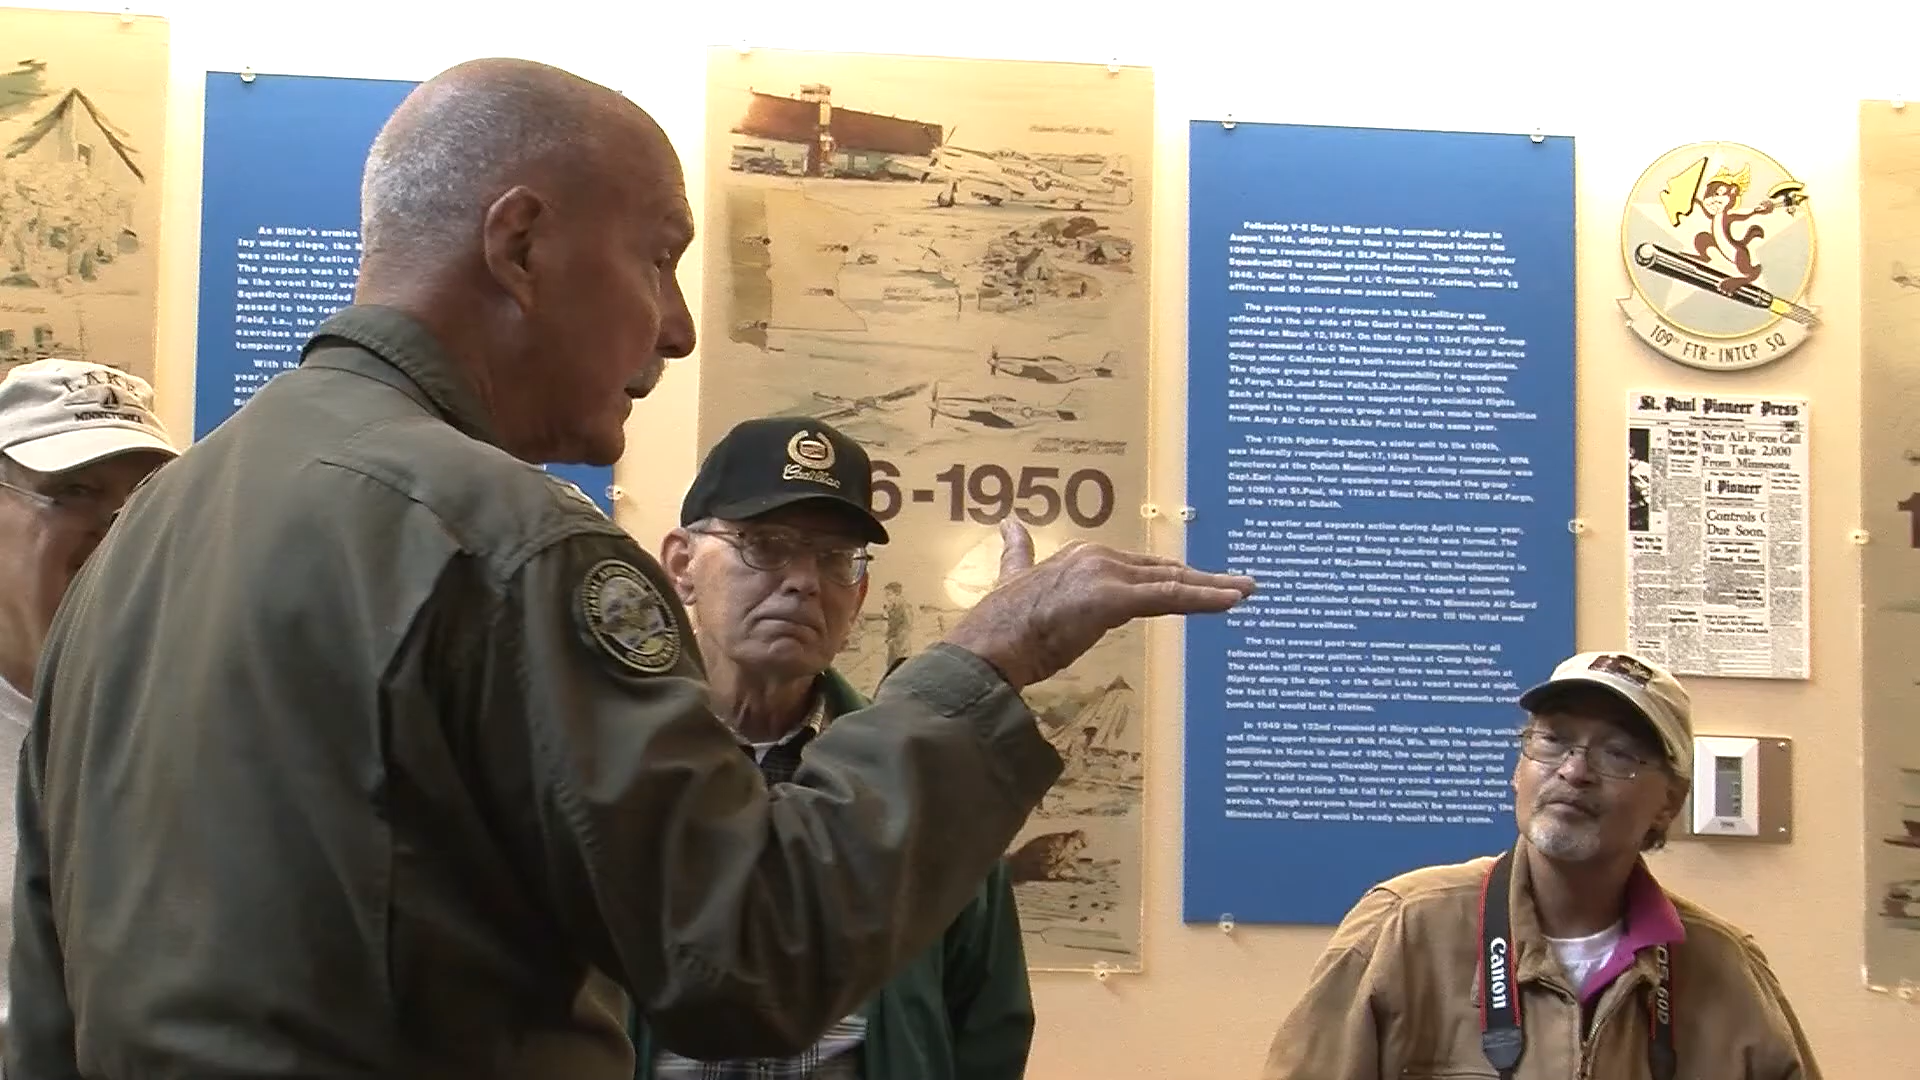 LAKE
MINNETONKA
As Hitler's armies
lay under siege, the
was called to active
The purpose was to b
in the event they we
Squadron responded
passed to the fede
Field, La., the
exercises and
temporary
With the
year's
Cadillac
6-1950
Following V-E Day in May and the surrender of Japan in
August, 1945, slightly more than a year elapsed before the
109th was reconstituted at St.Paul Holman. The 109th Fighter
Squadron(SE) was again granted federal recognition Sept.14,
1946. Under the command of L/C Francis T.J.Carlson, some 15
officers and 90 enlisted men passed muster.
The growing role of airpower in the U.S.military was
reflected in the air side of the Guard as two new units were
created on March 12,1947. On that day the 133rd Fighter Group
under command of L/C Tom Hennessy and the 233rd Air Service
Group under Col.Ernest Berg both received federal recognition.
The fighter group had command responsibility for squadrons
at, Fargo, N.D.,and Sioux Falls,S.D.,in addition to the 109th.
Each of these squadrons was supported by specialized flights
assigned to the air service group. All the units made the transition
from Army Air Corps to U.S.Air Force later the same year.
The 179th Fighter Squadron, a sister unit to the 109th,
was federally recognized Sept.17,1948 housed in temporary WPA
structures at the Duluth Municipal Airport. Acting commander was
Capt.Earl Johnson. Four squadrons now comprised the group -
the 109th at St.Paul, the 175th at Sioux Falls, the 178th at Fargo,
and the 179th at Duluth.
In an earlier and separate action during April the same year,
the first Air Guard unit away from an air field was formed. The
132nd Aircraft Control and Warning Squadron was mustered in
under the command of Maj.James Andrews. With headquarters in
the Minneapolis armory, the squadron had detached elements
ories in Cambridge and Glencoe. The value of such units
been well established during the war. The Minnesota Air Guard
quickly expanded to assist the new Air Force fill this vital need
for air defense surveillance.
The first several post-war summer encampments for all
followed the pre-war pattern - two weeks at Camp Ripley.
The debate still rages as to whether there was more action at
Ripley during the days - or the Gull Lake resort areas at night.
One fact IS certain: the camraderie at these encampments crea
bonds that would last a lifetime.
In 1949 the 132nd remained at Ripley while the flying units
and their support trained at Volk Field, Wis. With the outbreak
hostilities in Korea in June of 1950, the usually high spirited
camp atmosphere was noticeably more sober at Volk for that
summer's field training. The concern proved warranted when
units were alerted later that fall for a coming call to federal
service. Though everyone hoped it wouldn't be necessary, the
Minnesota Air Guard would be ready should the call come.
109TH FTR-INTCP SQ
St. Paul Pioneer Press
New Air Force Call
Will Take 2,000
From Minnesota
d Pioneer
Controls
Due Soon
Canon
EOS 60D